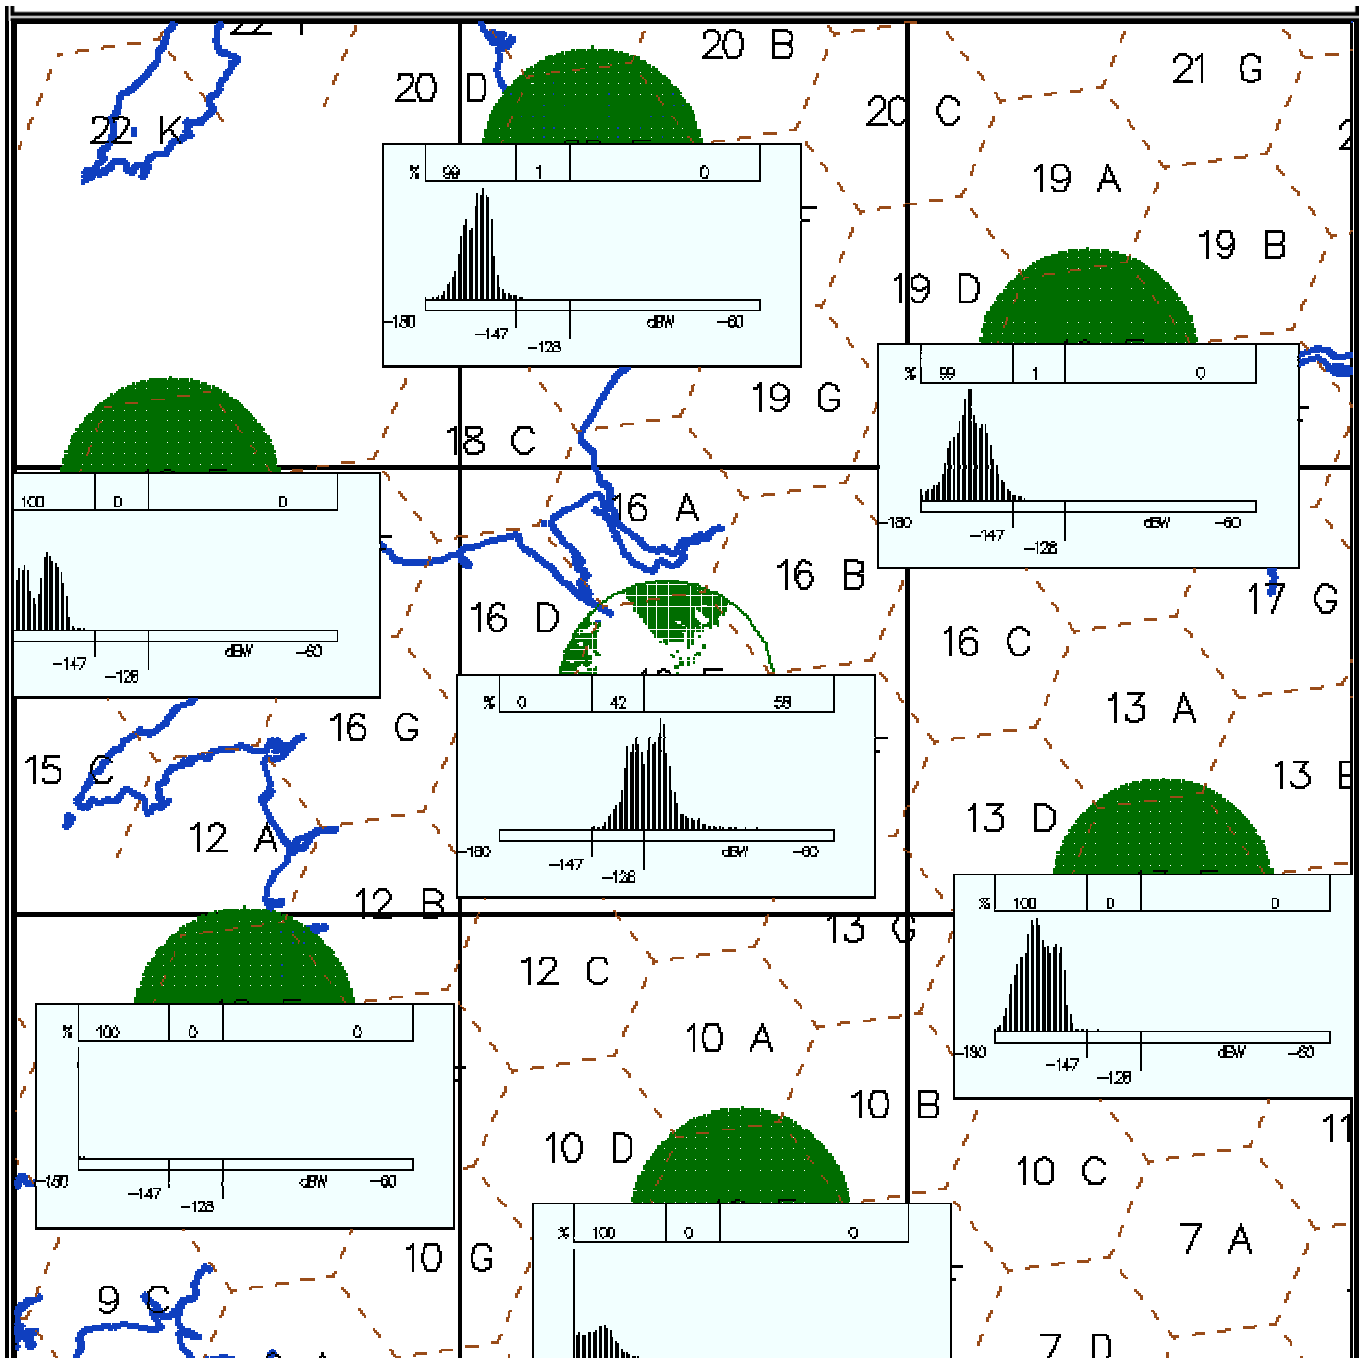 20 B
21 G
20 D
20 C
22 K
% 99 1 0
19 A
19 B
-180 -147 -128 dBW -60
19 D
% 99 1 0
19 G
18 C
-180 -147 -128 dBW -60
100 0 0
16 A
16 B
17 G
16 D
16 C
-147 -128 dBW -60
% 0 42 58
13 A
16 G
15 C
13 D
12 A
-180 -147 -128 dBW -60
12 B
% 100 0 0
13 G
12 C
% 100 0 0
10 A
-180 -147 -128 dBW -60
10 B
10 D
10 C
-180 -147 -128 dBW -60
% 100 0 0
7 A
10 G
9 C
7 D